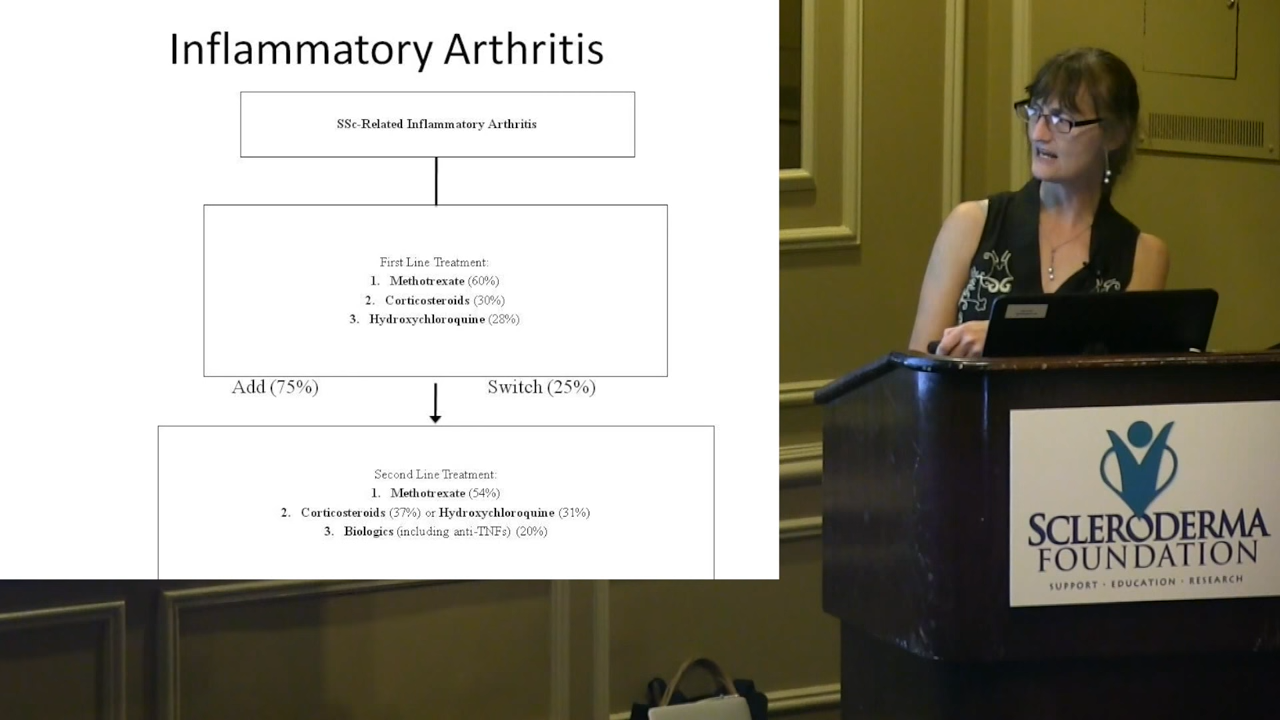 Inflammatory Arthritis
SSc-Related Inflammatory Arthritis
First Line Treatment:
1. Methotrexate (60%)
2. Corticosteroids (30%)
3. Hydroxychloroquine (28%)
Add (75%) Switch (25%)
Second Line Treatment:
1. Methotrexate (54%)
2. Corticosteroids (37%) or Hydroxychloroquine (31%)
3. Biologics (including anti-TNFs) (20%)
SCLERODERMA
FOUNDATION
SUPPORT · EDUCATION · RESEARCH